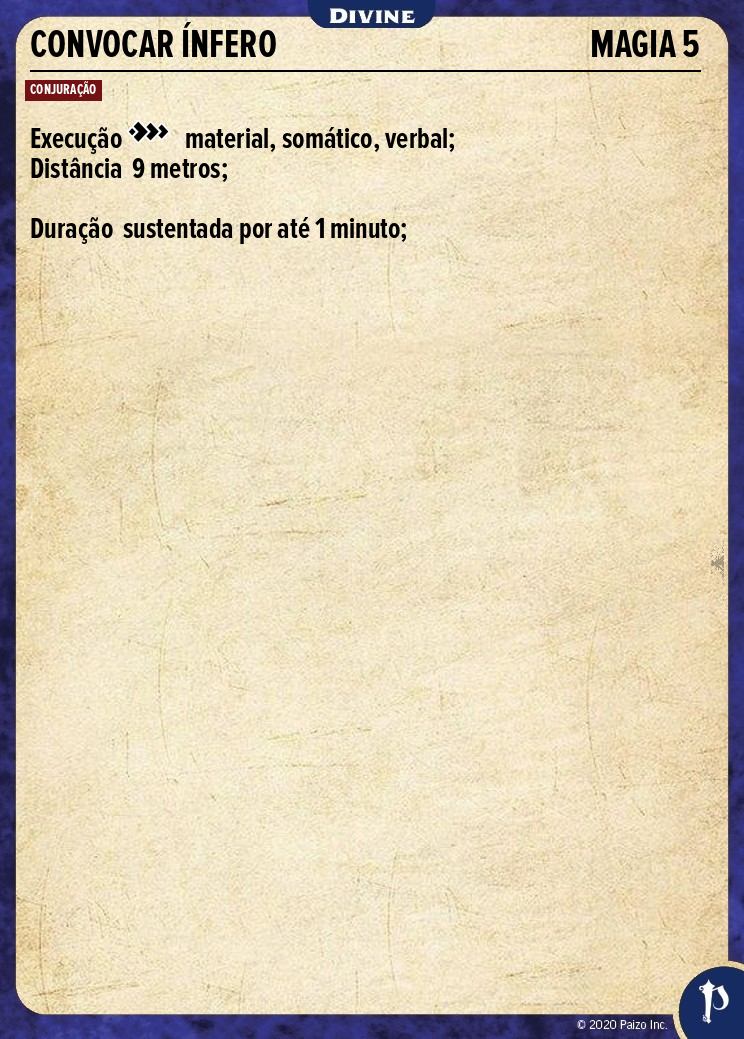 DIVINE
CONVOCAR ÍNFERO MAGIA 5
CONJURAÇÃO
Execução material, somático, verbal;
Distância 9 metros;
Duração sustentada por até 1 minuto;
© 2020 Paizo Inc.